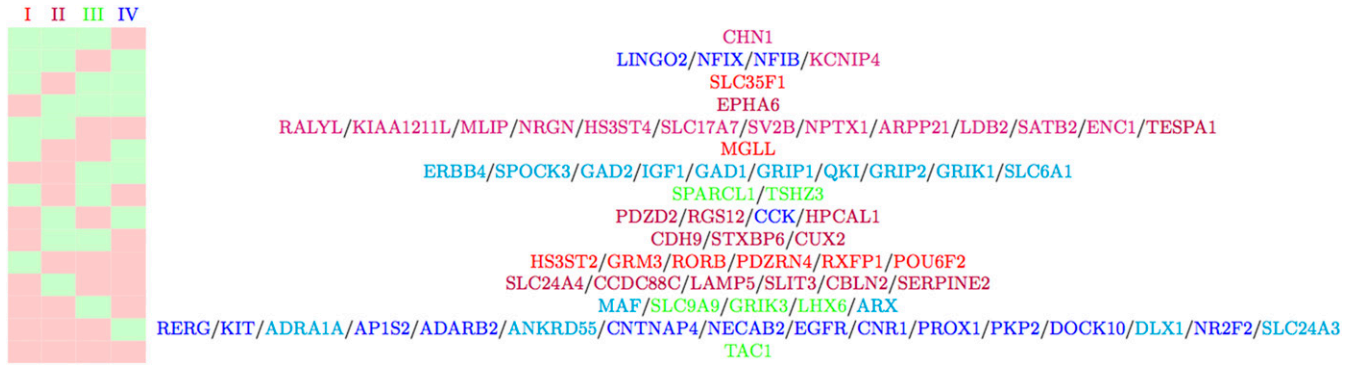 I II III IV
CHN1
LINGO2/NFIX/NFIB/KCNIP4
SLC35F1
EPHA6
RALYL/KIAA1211L/MLIP/NRGN/HS3ST4/SLC17A7/SV2B/NPTX1/ARPP21/LDB2/SATB2/ENC1/TESPA1
MGLL
ERBB4/SPOCK3/GAD2/IGF1/GAD1/GRIP1/QKI/GRIP2/GRIK1/SLC6A1
SPARCL1/TSHZ3
PDZD2/RGS12/CCK/HPCAL1
CDH9/STXBP6/CUX2
HS3ST2/GRM3/RORB/PDZRN4/RXFP1/POU6F2
SLC24A4/CCDC88C/LAMP5/SLIT3/CBLN2/SERPINE2
MAF/SLC9A9/GRIK3/LHX6/ARX
RERG/KIT/ADRA1A/AP1S2/ADARB2/ANKRD55/CNTNAP4/NECAB2/EGFR/CNR1/PROX1/PKP2/DOCK10/DLX1/NR2F2/SLC24A3
TAC1